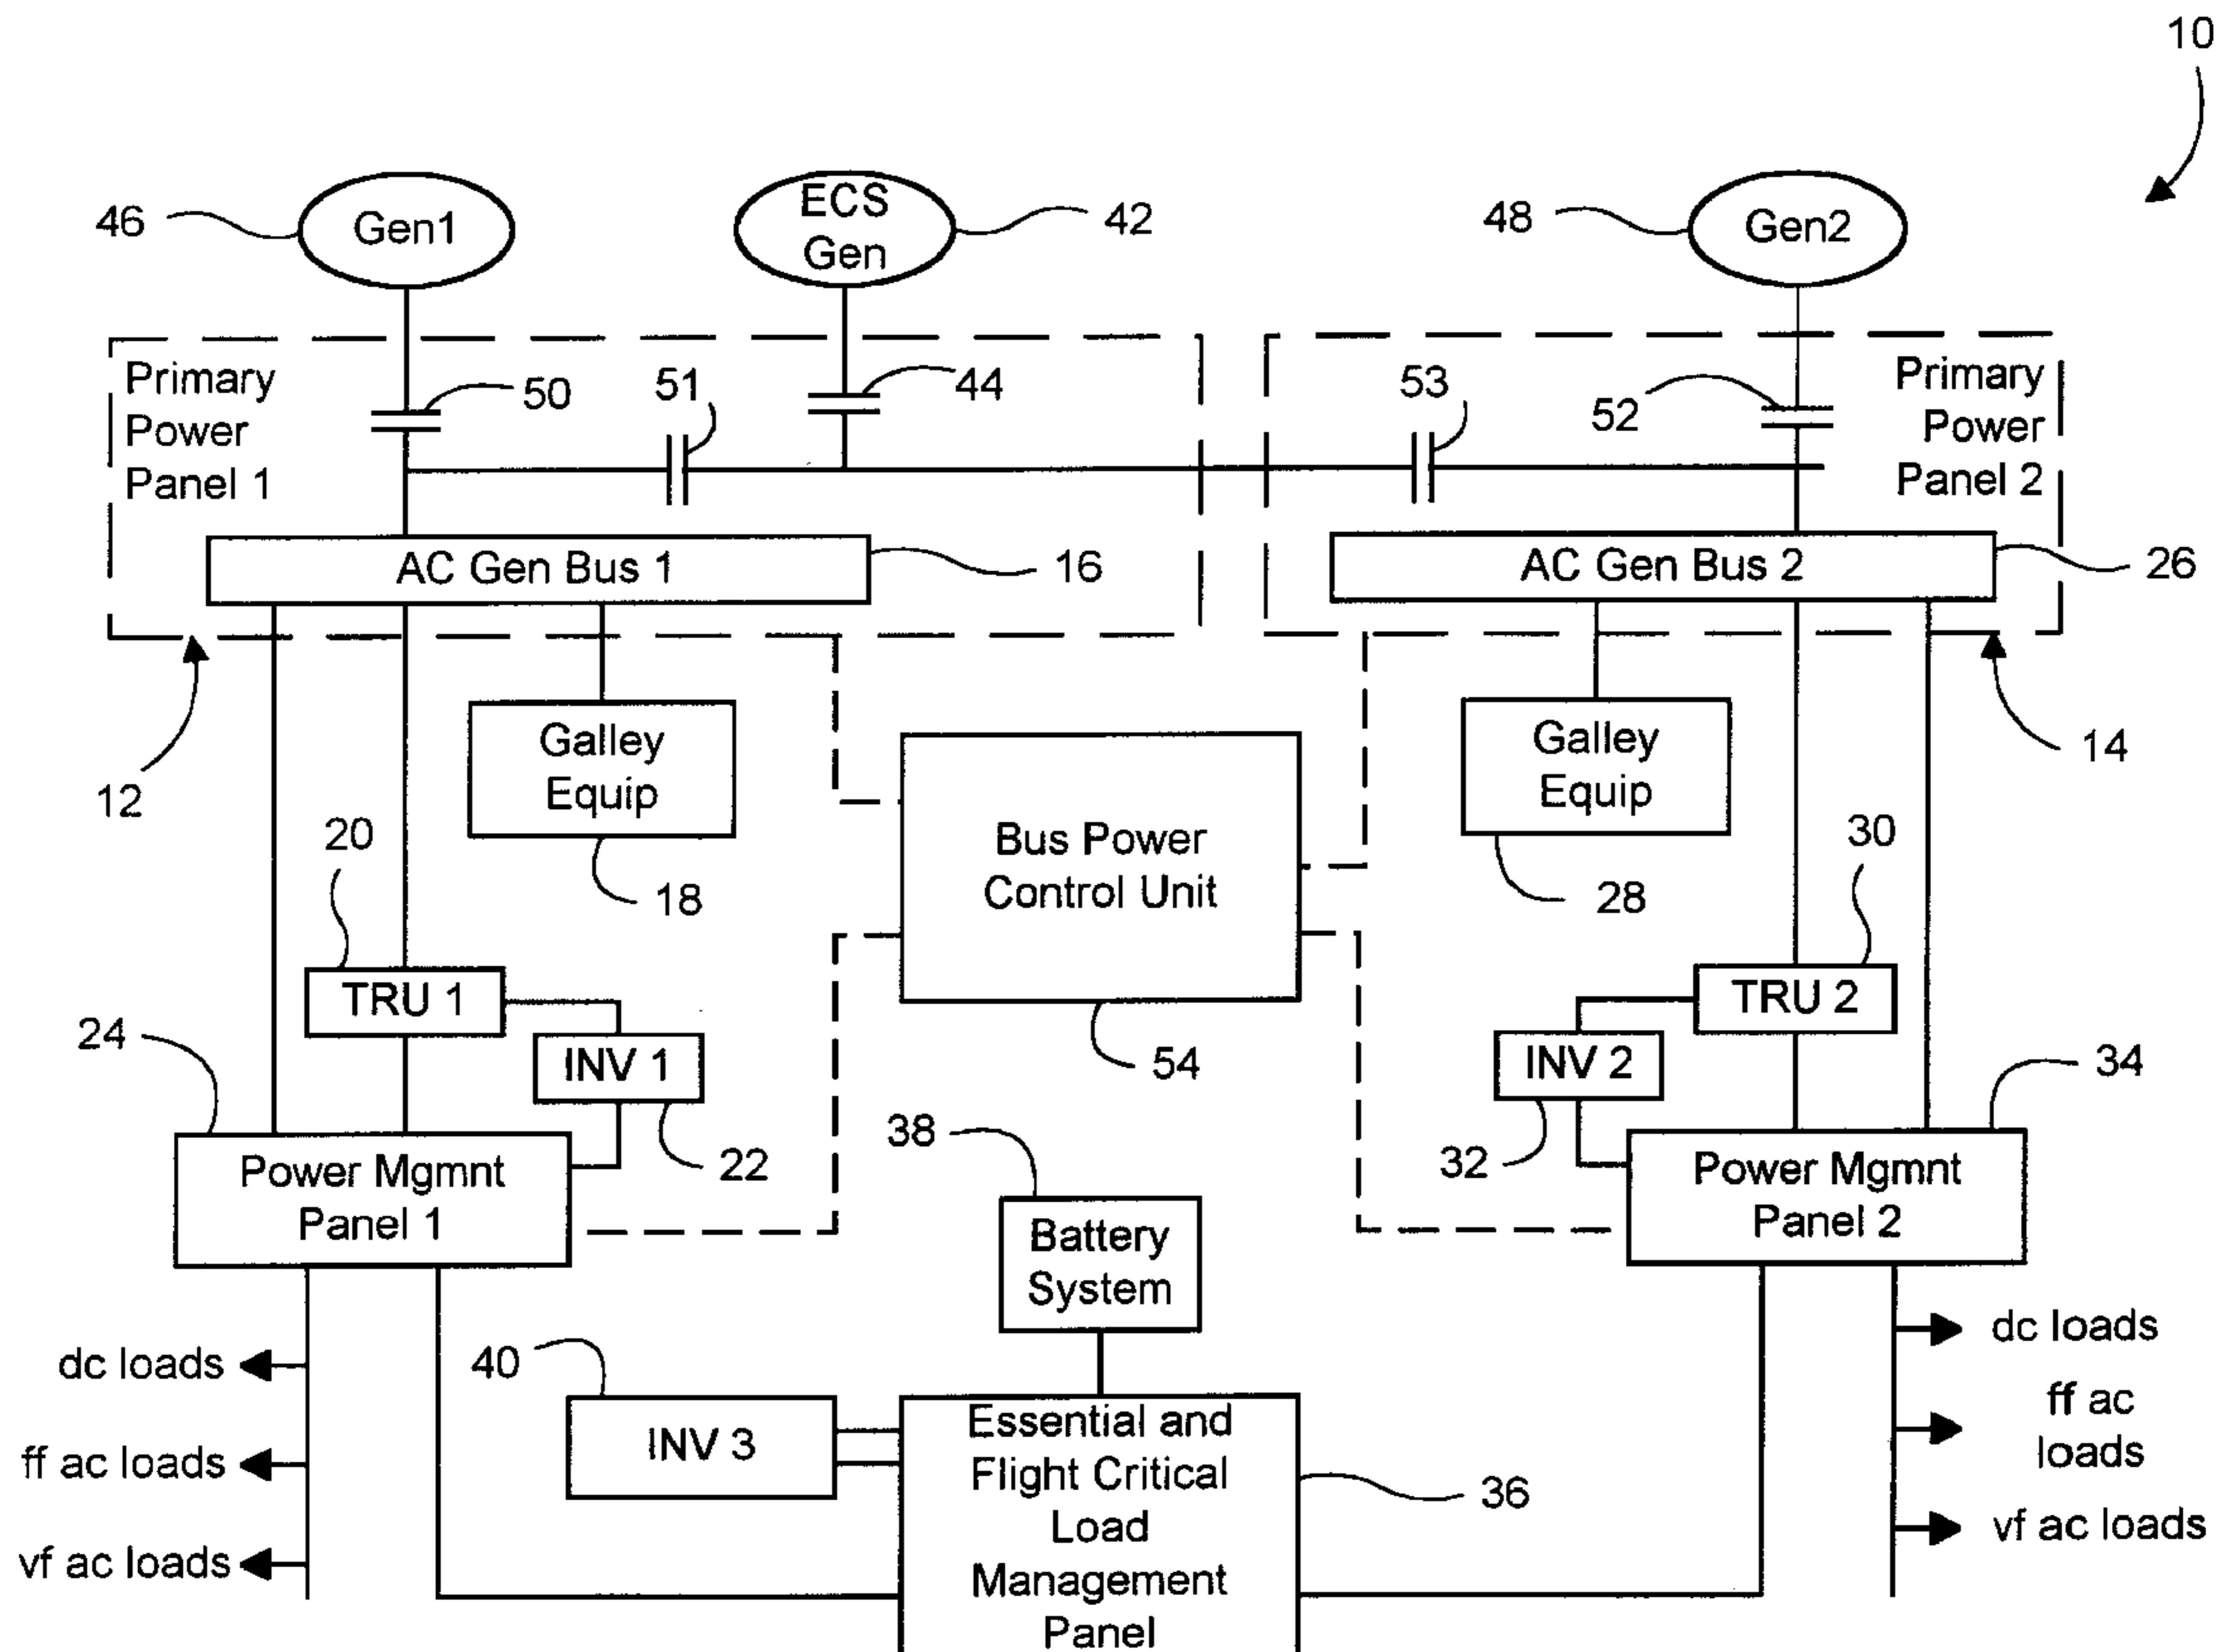 10
46
Gen1
ECS
Gen
42
48
Gen2
Primary
Power
Panel 1
50
51
44
53
52
Primary
Power
Panel 2
AC Gen Bus 1
16
AC Gen Bus 2
26
12
Galley
Equip
18
Bus Power
Control Unit
54
Galley
Equip
28
14
20
TRU 1
30
TRU 2
24
INV 1
22
INV 2
32
34
Power Mgmnt
Panel 1
38
Battery
System
Power Mgmnt
Panel 2
dc loads
ff ac loads
vf ac loads
40
INV 3
Essential and
Flight Critical
Load
Management
Panel
36
dc loads
ff ac
loads
vf ac loads